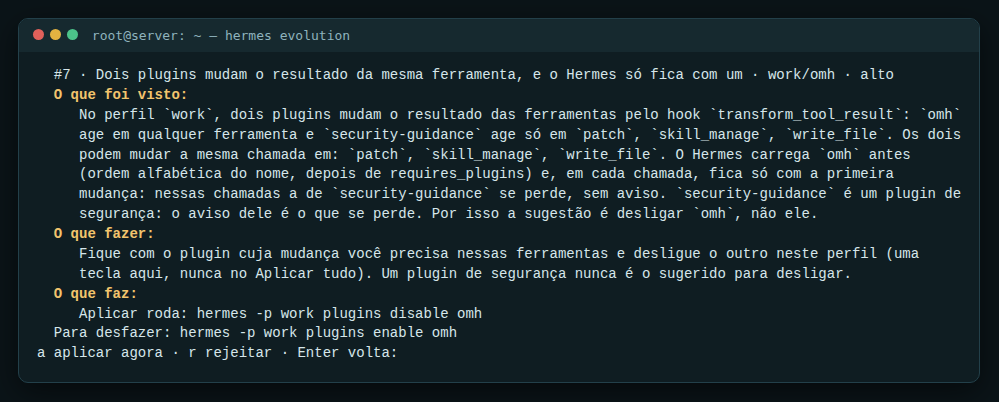 root@server: ~ — hermes evolution
#7 · Dois plugins mudam o resultado da mesma ferramenta, e o Hermes só fica com um · work/omh · alto
O que foi visto:
No perfil `work`, dois plugins mudam o resultado das ferramentas pelo hook `transform_tool_result`: `omh`
age em qualquer ferramenta e `security-guidance` age só em `patch`, `skill_manage`, `write_file`. Os dois
podem mudar a mesma chamada em: `patch`, `skill_manage`, `write_file`. O Hermes carrega `omh` antes
(ordem alfabética do nome, depois de requires_plugins) e, em cada chamada, fica só com a primeira
mudança: nessas chamadas a de `security-guidance` se perde, sem aviso. `security-guidance` é um plugin de
segurança: o aviso dele é o que se perde. Por isso a sugestão é desligar `omh`, não ele.
O que fazer:
Fique com o plugin cuja mudança você precisa nessas ferramentas e desligue o outro neste perfil (uma
tecla aqui, nunca no Aplicar tudo). Um plugin de segurança nunca é o sugerido para desligar.
O que faz:
Aplicar roda: hermes -p work plugins disable omh
Para desfazer: hermes -p work plugins enable omh
a aplicar agora · r rejeitar · Enter volta: